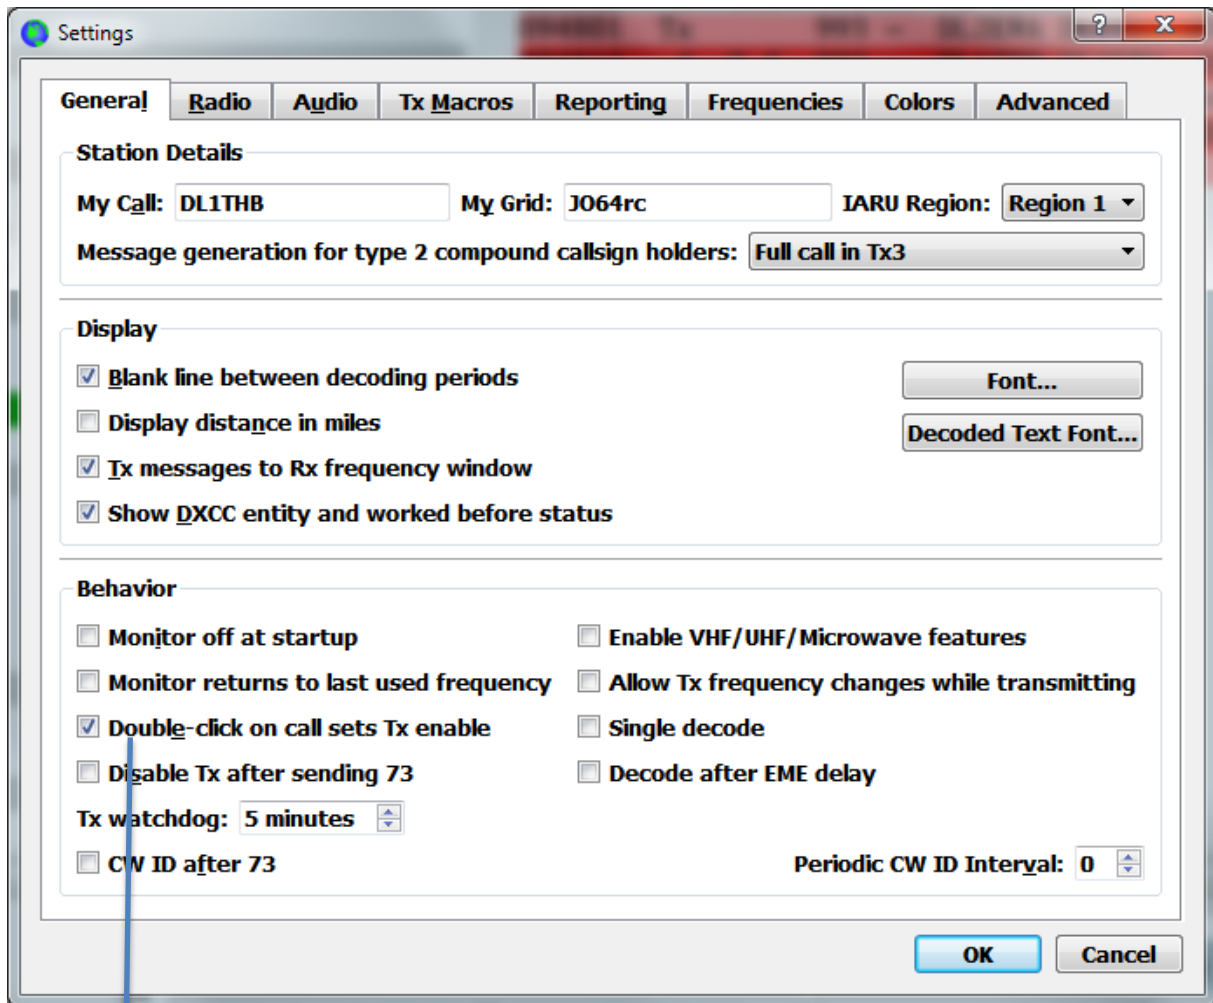 Settings
?
X
General Radio Audio Tx Macros Reporting Frequencies Colors Advanced
Station Details
My Call: DL1THB My Grid: JO64rc IARU Region: Region 1
Message generation for type 2 compound callsign holders: Full call in Tx3
Display
Blank line between decoding periods
Font...
Display distance in miles
Decoded Text Font...
Tx messages to Rx frequency window
Show DXCC entity and worked before status
Behavior
Monitor off at startup Enable VHF/UHF/Microwave features
Monitor returns to last used frequency Allow Tx frequency changes while transmitting
Double-click on call sets Tx enable Single decode
Disable Tx after sending 73 Decode after EME delay
Tx watchdog: 5 minutes
CW ID after 73 Periodic CW ID Interval: 0
OK Cancel